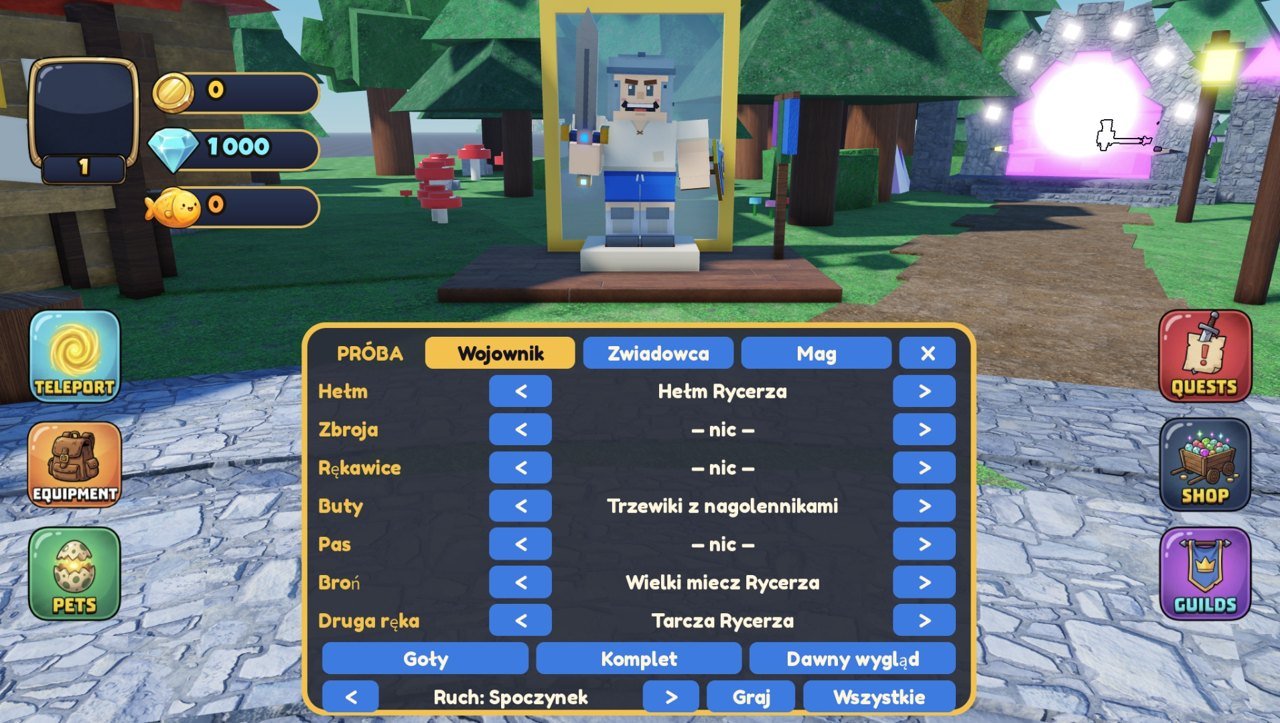 0
1000
0
1
TELEPORT
EQUIPMENT
PETS
QUESTS
SHOP
GUILDS
PRÓBA Wojownik Zwiadowca Mag X
Hełm < Hełm Rycerza >
Zbroja < – nic – >
Rękawice < – nic – >
Buty < Trzewiki z nagolennikami >
Pas < – nic – >
Broń < Wielki miecz Rycerza >
Druga ręka < Tarcza Rycerza >
Goły Komplet Dawny wygląd
< Ruch: Spoczynek > Graj Wszystkie